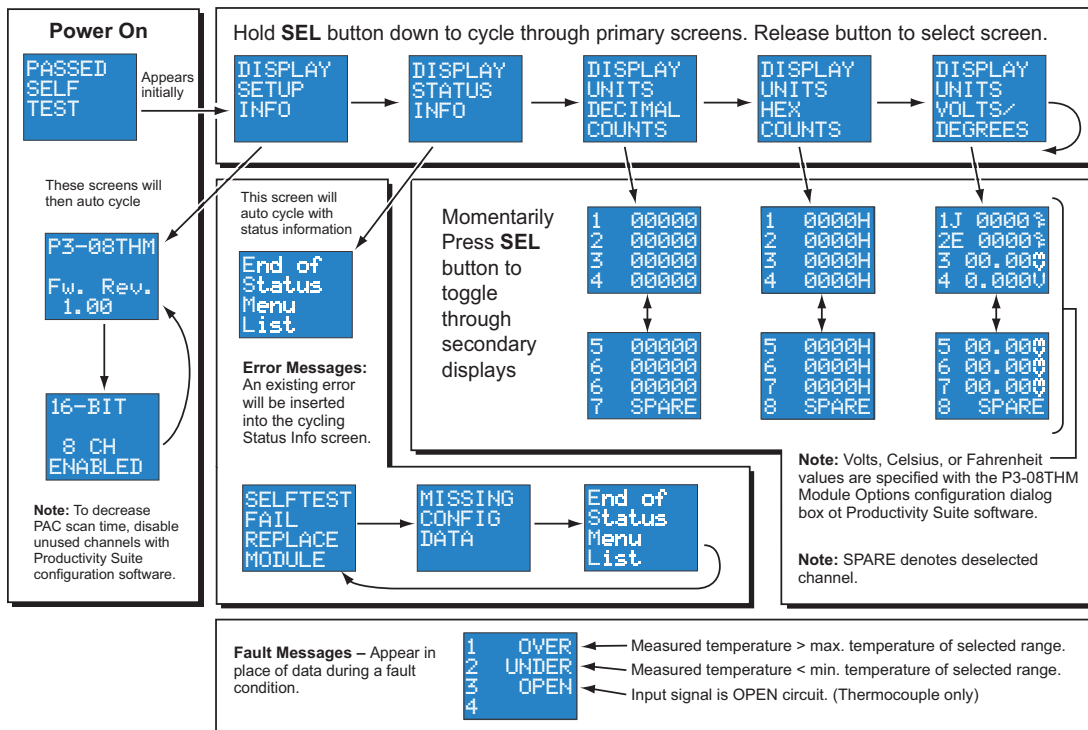 Power On
PASSED
SELF
TEST
Appears
initially
These screens will
then auto cycle
P3-08THM
Fw. Rev.
1.00
16-BIT
8 CH
ENABLED
Note: To decrease
PAC scan time, disable
unused channels with
Productivity Suite
configuration software.
Hold SEL button down to cycle through primary screens. Release button to select screen.
DISPLAY
SETUP
INFO
DISPLAY
STATUS
INFO
DISPLAY
UNITS
DECIMAL
COUNTS
DISPLAY
UNITS
HEX
COUNTS
DISPLAY
UNITS
VOLTS/
DEGREES
This screen will
auto cycle with
status information
End of
Status
Menu
List
Error Messages:
An existing error
will be inserted
into the cycling
Status Info screen.
SELFTEST
FAIL
REPLACE
MODULE
MISSING
CONFIG
DATA
End of
Status
Menu
List
Momentarily
Press SEL
button to
toggle
through
secondary
displays
1 00000
2 00000
3 00000
4 00000
5 00000
6 00000
6 00000
7 SPARE
1 0000H
2 0000H
3 0000H
4 0000H
5 0000H
6 0000H
7 0000H
8 SPARE
1J 0000
2E 0000
3 00.00
4 0.000V
5 00.00
6 00.00
7 00.00
8 SPARE
Note: Volts, Celsius, or Fahrenheit
values are specified with the P3-08THM
Module Options configuration dialog
box ot Productivity Suite software.
Note: SPARE denotes deselected
channel.
Fault Messages – Appear in
place of data during a fault
condition.
1 OVER
2 UNDER
3 OPEN
4
Measured temperature > max. temperature of selected range.
Measured temperature < min. temperature of selected range.
Input signal is OPEN circuit. (Thermocouple only)